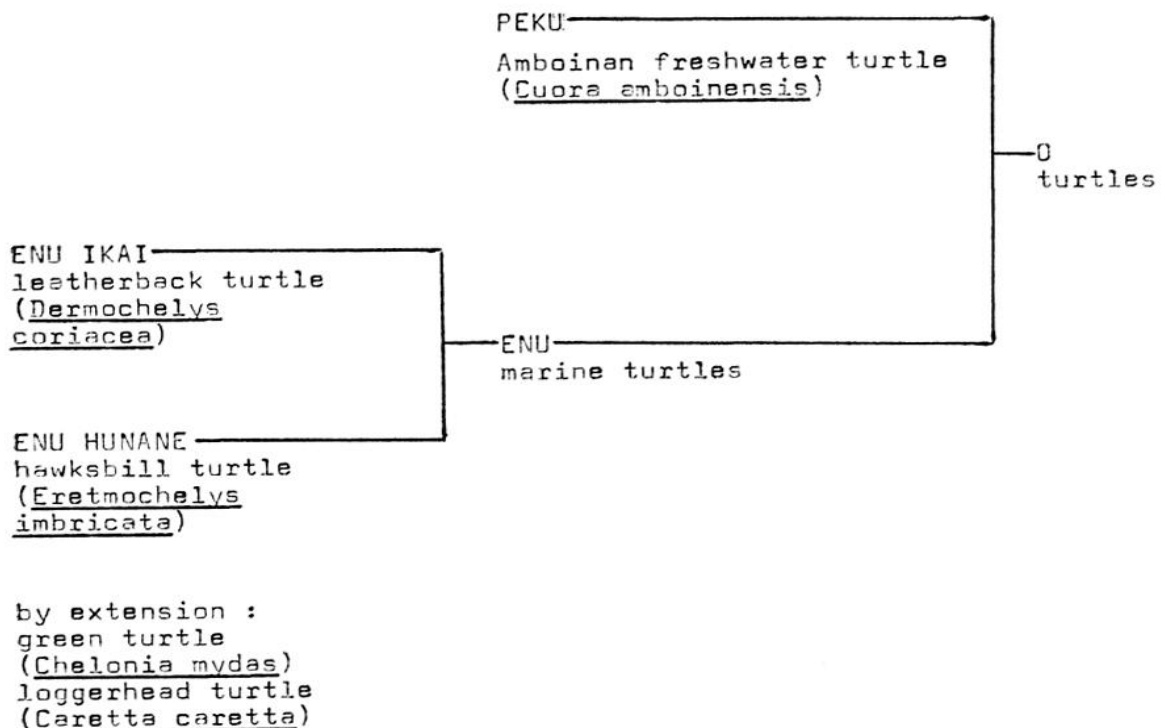 PEKU
Amboinan freshwater turtle
(Cuora amboinensis)
O
turtles
ENU IKAI
leatherback turtle
(Dermochelys
coriacea)
ENU
marine turtles
ENU HUNANE
hawksbill turtle
(Eretmochelys
imbricata)
by extension :
green turtle
(Chelonia mydas)
loggerhead turtle
(Caretta caretta)